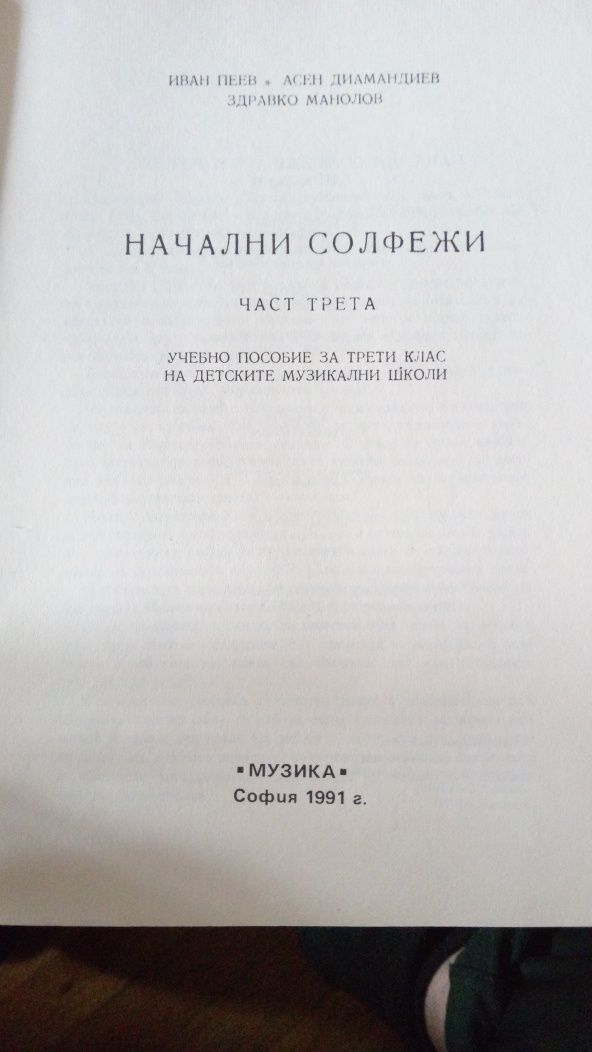 ИВАН ПЕЕВ • АСЕН ДИАМАНДИЕВ
ЗДРАВКО МАНОЛОВ
НАЧАЛНИ СОЛФЕЖИ
ЧАСТ ТРЕТА
УЧЕБНО ПОСОБИЕ ЗА ТРЕТИ КЛАС
НА ДЕТСКИТЕ МУЗИКАЛНИ ШКОЛИ
▪ МУЗИКА ▪
София 1991 г.